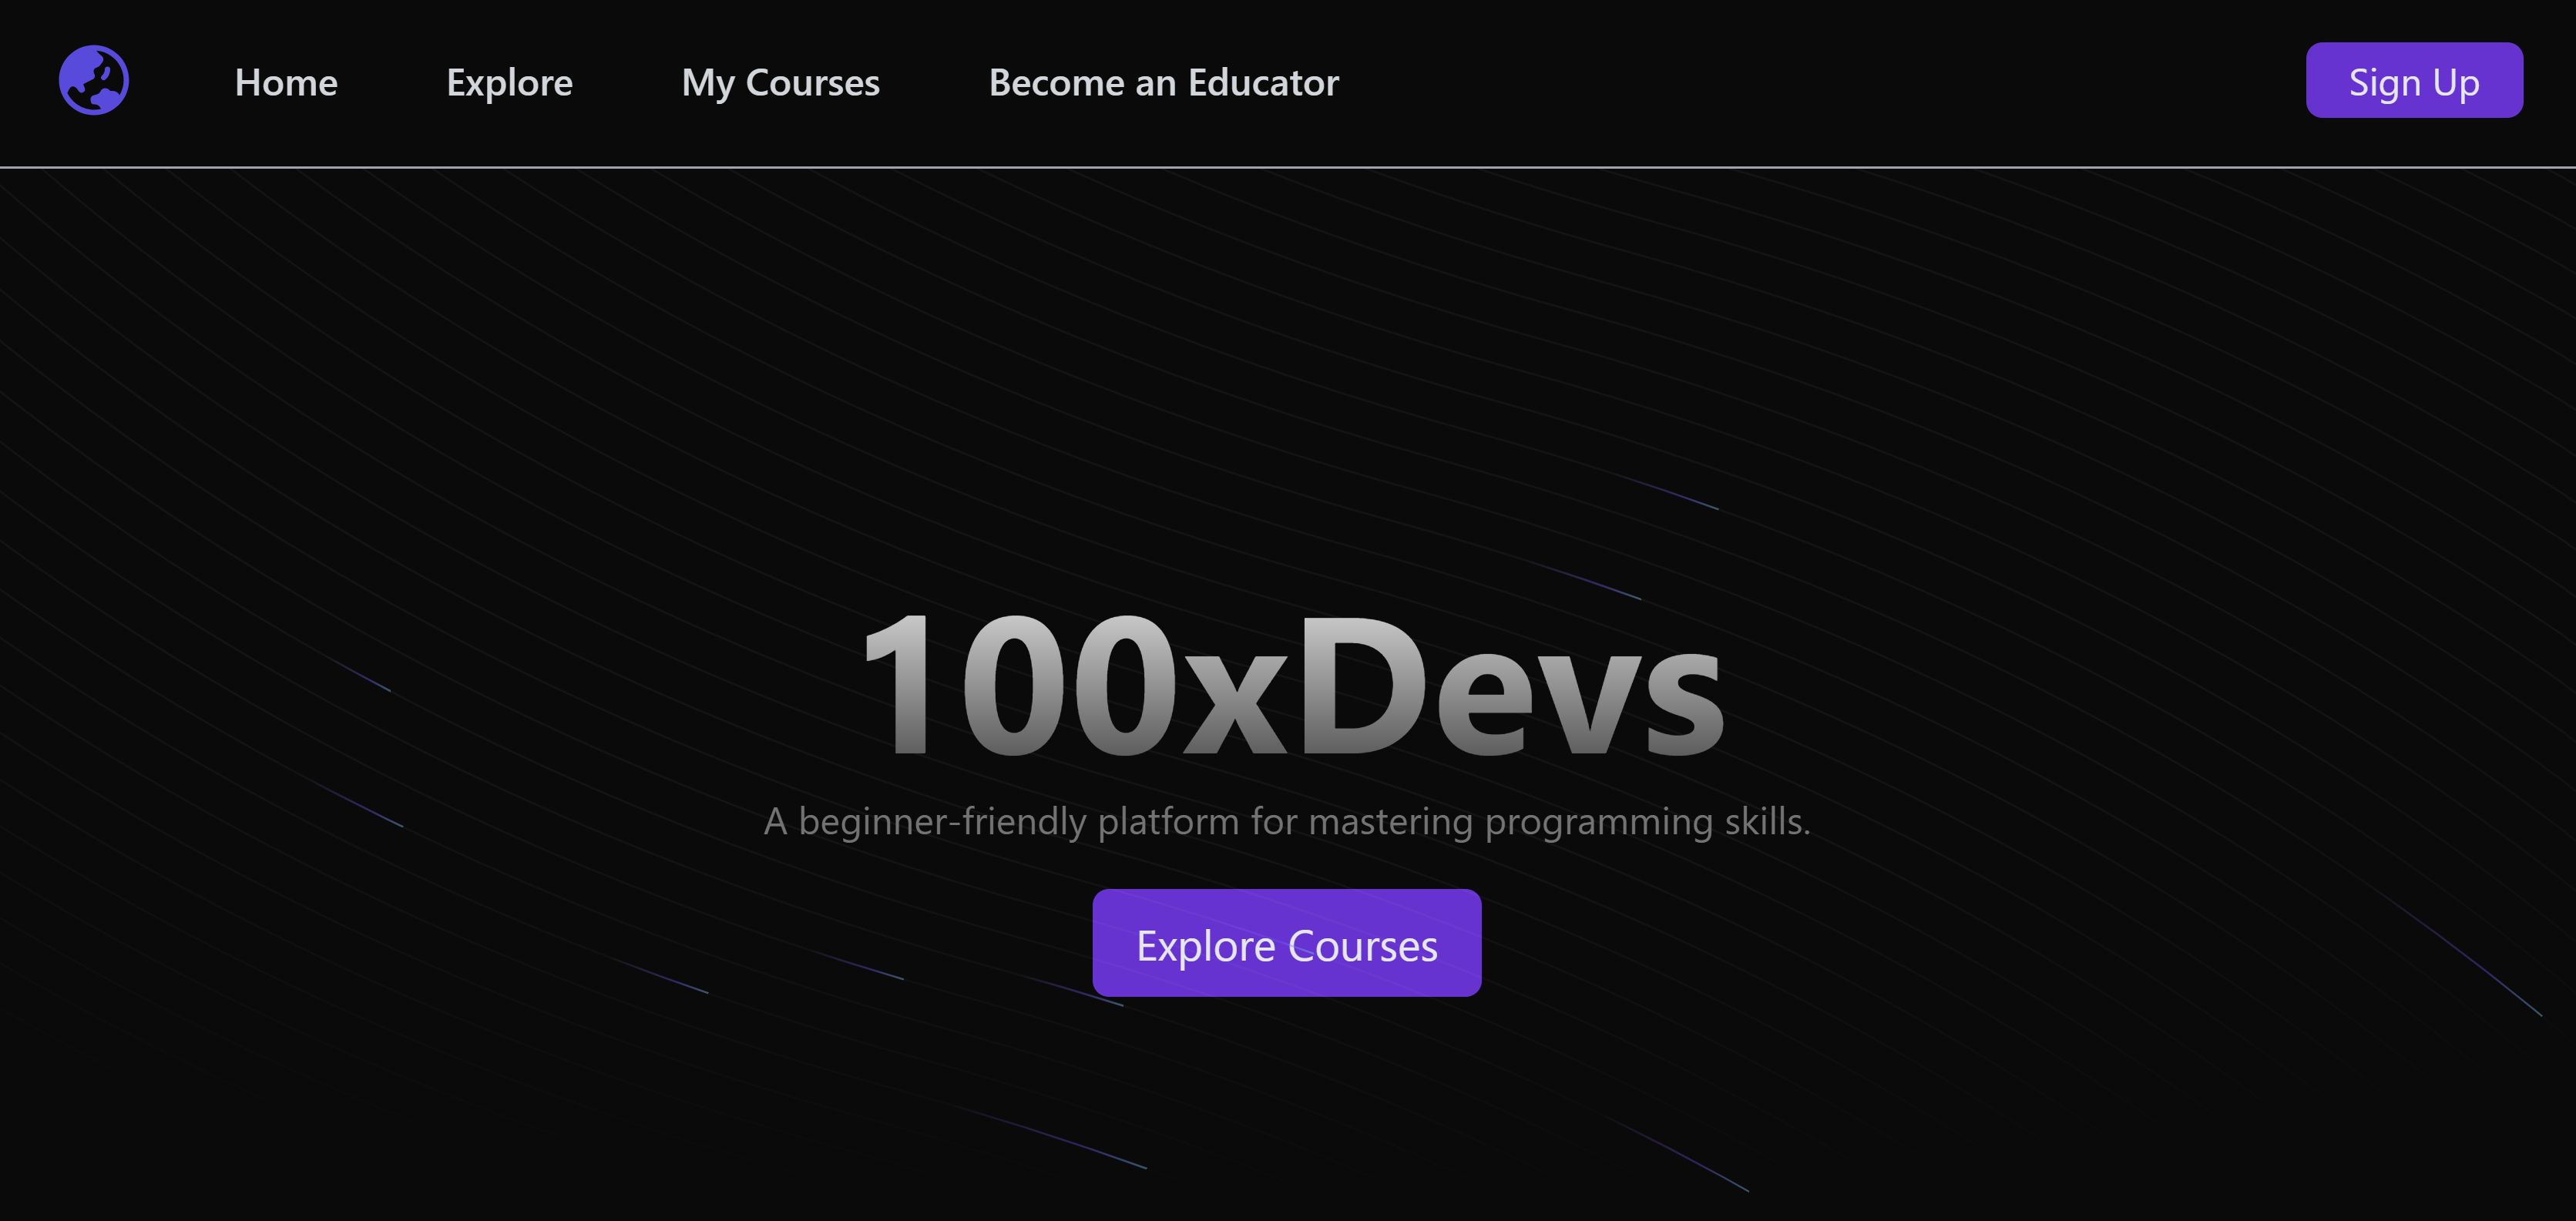 Home Explore My Courses Become an Educator Sign Up
100xDevs
A beginner-friendly platform for mastering programming skills.
Explore Courses